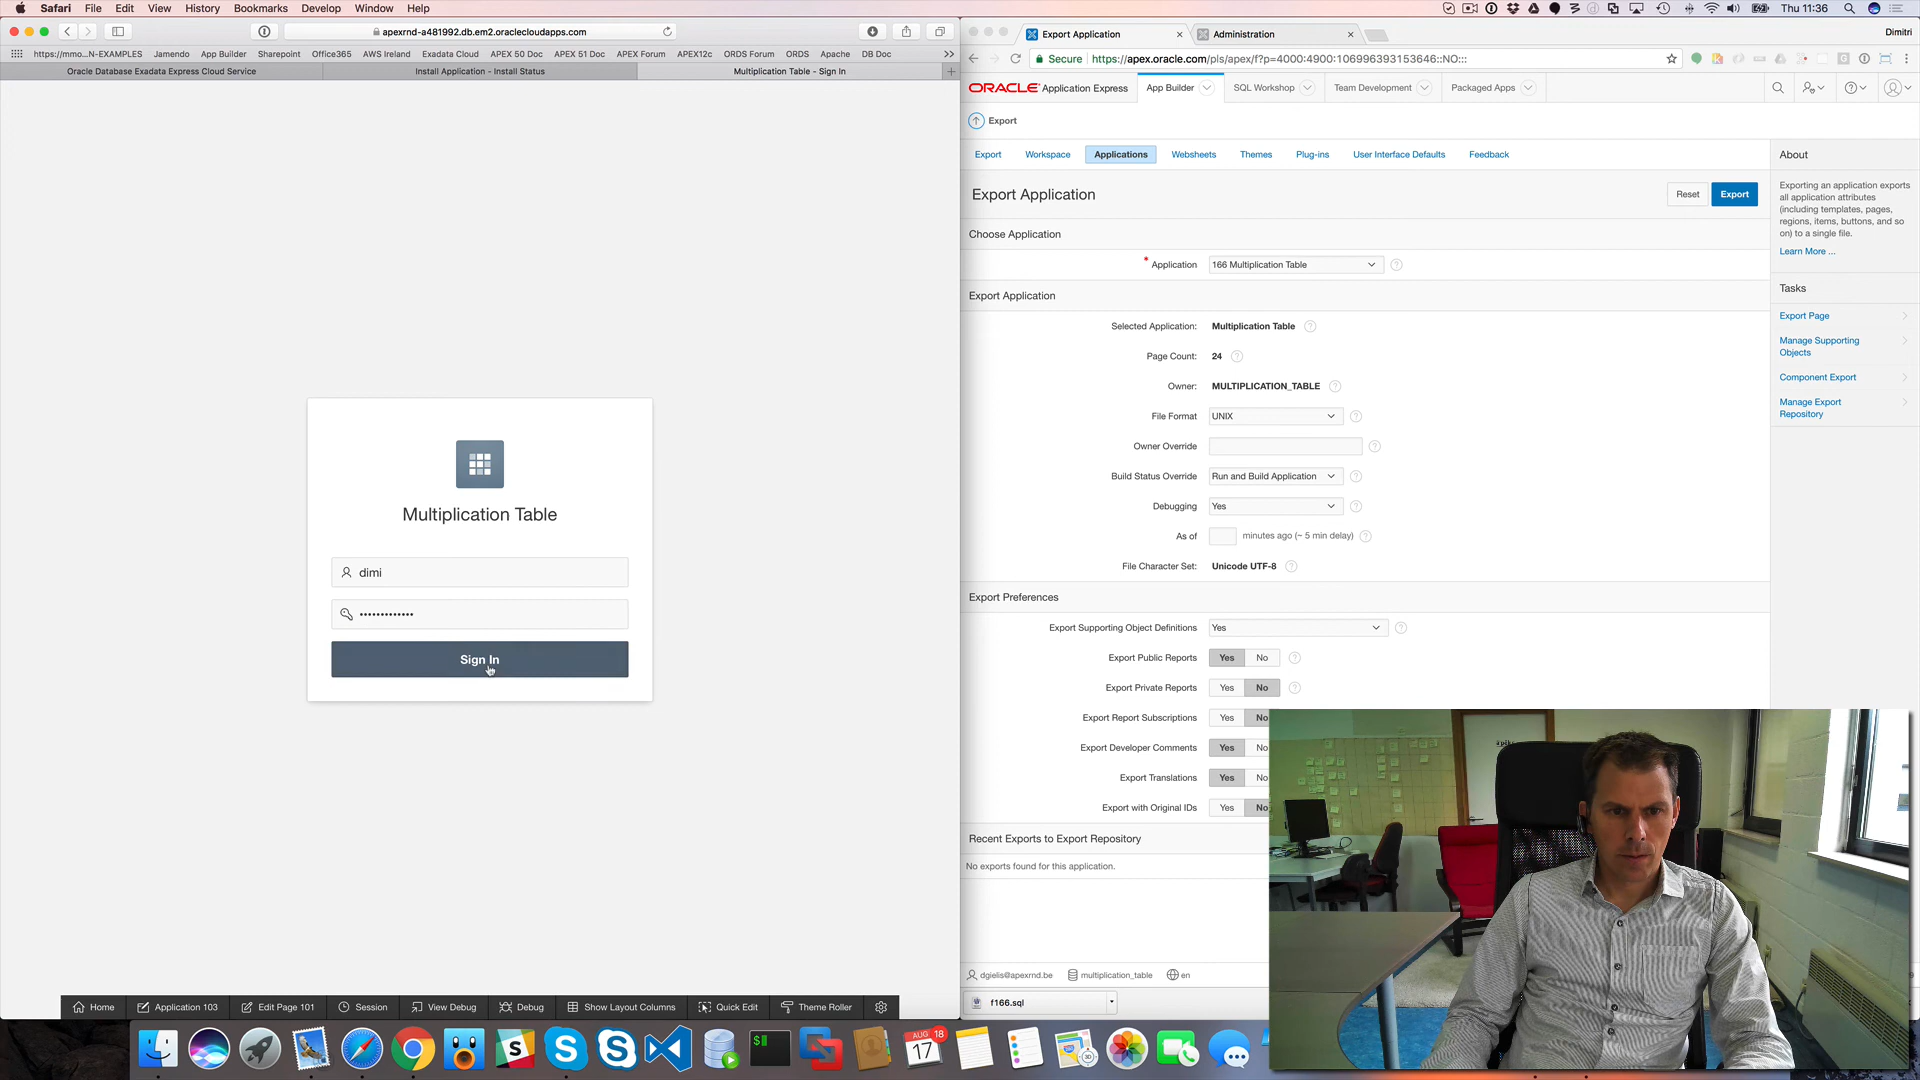 Safari File Edit View History Bookmarks Develop Window Help
Thu 11:36
apexrnd-a481992.db.em2.oraclecloudapps.com
https://mmo...N-EXAMPLES Jamendo App Builder Sharepoint Office365 AWS Ireland Exadata Cloud APEX 50 Doc APEX 51 Doc APEX Forum APEX12c ORDS Forum ORDS Apache DB Doc
Oracle Database Exadata Express Cloud Service
Install Application - Install Status
Multiplication Table - Sign In
Multiplication Table
dimi
•••••••••••••
Sign In
Home Application 103 Edit Page 101 Session View Debug Debug Show Layout Columns Quick Edit Theme Roller
Export Application
Administration
Dimitri
Secure https://apex.oracle.com/pls/apex/f?p=4000:4900:106996393153646::NO:::
ORACLE Application Express App Builder SQL Workshop Team Development Packaged Apps
Export
Export Workspace Applications Websheets Themes Plug-ins User Interface Defaults Feedback
Export Application
Reset Export
Choose Application
* Application 166 Multiplication Table
Export Application
Selected Application: Multiplication Table
Page Count: 24
Owner: MULTIPLICATION_TABLE
File Format UNIX
Owner Override
Build Status Override Run and Build Application
Debugging Yes
As of minutes ago (~ 5 min delay)
File Character Set: Unicode UTF-8
Export Preferences
Export Supporting Object Definitions Yes
Export Public Reports Yes No
Export Private Reports Yes No
Export Report Subscriptions Yes No
Export Developer Comments Yes No
Export Translations Yes No
Export with Original IDs Yes No
Recent Exports to Export Repository
No exports found for this application.
dgielis@apexrnd.be multiplication_table en
f166.sql
About
Exporting an application exports
all application attributes
(including templates, pages,
regions, items, buttons, and so
on) to a single file.
Learn More ...
Tasks
Export Page
Manage Supporting
Objects
Component Export
Manage Export
Repository
AUG 18
17
3D